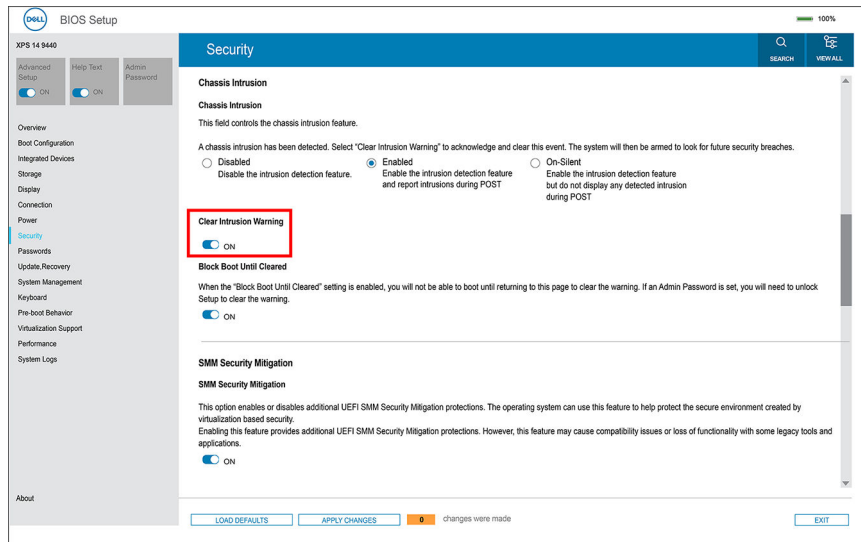 DELL
BIOS Setup
100%
XPS 14 9440
Advanced
Setup
ON
Help Text
ON
Admin
Password
Overview
Boot Configuration
Integrated Devices
Storage
Display
Connection
Power
Security
Passwords
Update,Recovery
System Management
Keyboard
Pre-boot Behavior
Virtualization Support
Performance
System Logs
About
Security
SEARCH
VIEW ALL
Chassis Intrusion
Chassis Intrusion
This field controls the chassis intrusion feature.
A chassis intrusion has been detected. Select "Clear Intrusion Warning" to acknowledge and clear this event. The system will then be armed to look for future security breaches.
Disabled
Disable the intrusion detection feature.
Enabled
Enable the intrusion detection feature
and report intrusions during POST
On-Silent
Enable the intrusion detection feature
but do not display any detected intrusion
during POST
Clear Intrusion Warning
ON
Block Boot Until Cleared
When the "Block Boot Until Cleared" setting is enabled, you will not be able to boot until returning to this page to clear the warning. If an Admin Password is set, you will need to unlock
Setup to clear the warning.
ON
SMM Security Mitigation
SMM Security Mitigation
This option enables or disables additional UEFI SMM Security Mitigation protections. The operating system can use this feature to help protect the secure environment created by
virtualization based security.
Enabling this feature provides additional UEFI SMM Security Mitigation protections. However, this feature may cause compatibility issues or loss of functionality with some legacy tools and
applications.
ON
LOAD DEFAULTS
APPLY CHANGES
0
changes were made
EXIT